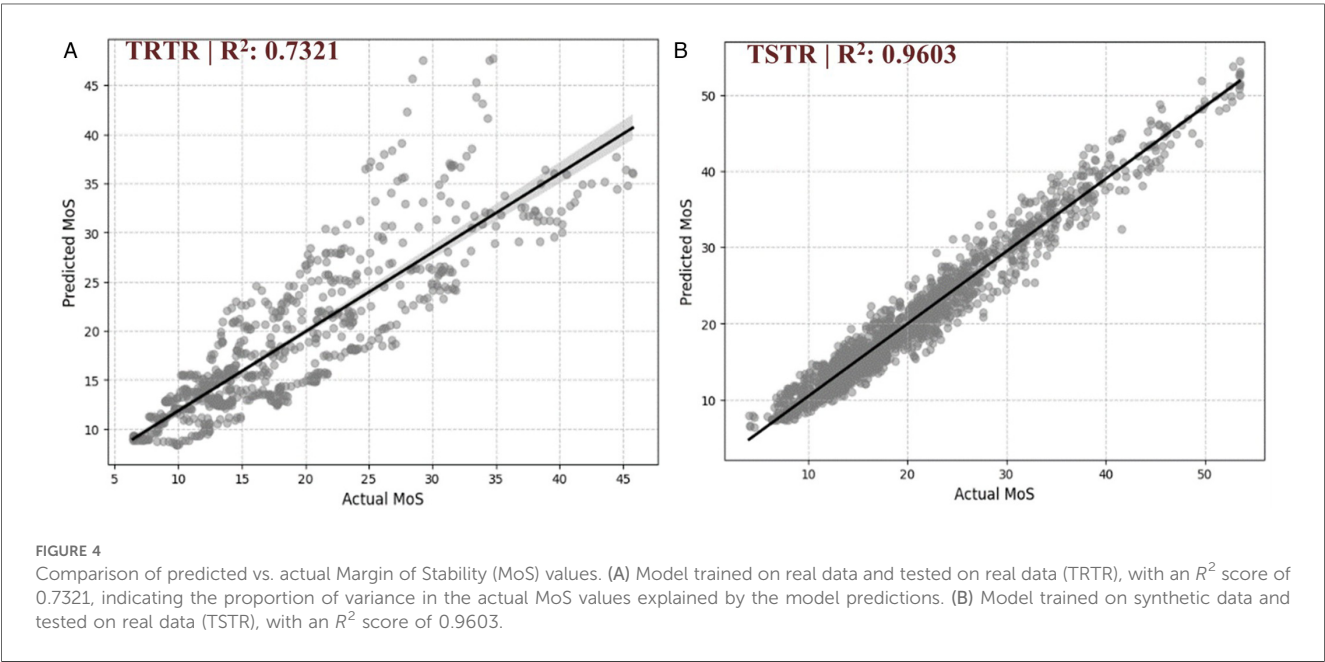 A
TRTR | R²: 0.7321
45
40
35
30
25
20
15
10
Predicted MoS
5 10 15 20 25 30 35 40 45
Actual MoS
B
TSTR | R²: 0.9603
50
40
30
20
10
Predicted MoS
10 20 30 40 50
Actual MoS
FIGURE 4
Comparison of predicted vs. actual Margin of Stability (MoS) values. (A) Model trained on real data and tested on real data (TRTR), with an R² score of
0.7321, indicating the proportion of variance in the actual MoS values explained by the model predictions. (B) Model trained on synthetic data and
tested on real data (TSTR), with an R² score of 0.9603.